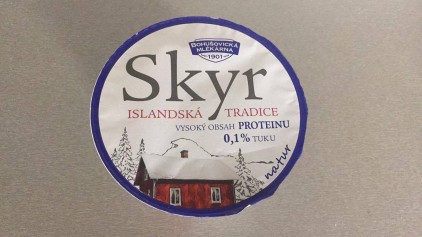 BOHUŠOVICKÁ
MLÉKÁRNA
1901
Skyr
ISLANDSKÁ TRADICE
VYSOKÝ OBSAH PROTEINU
0,1% TUKU
natur